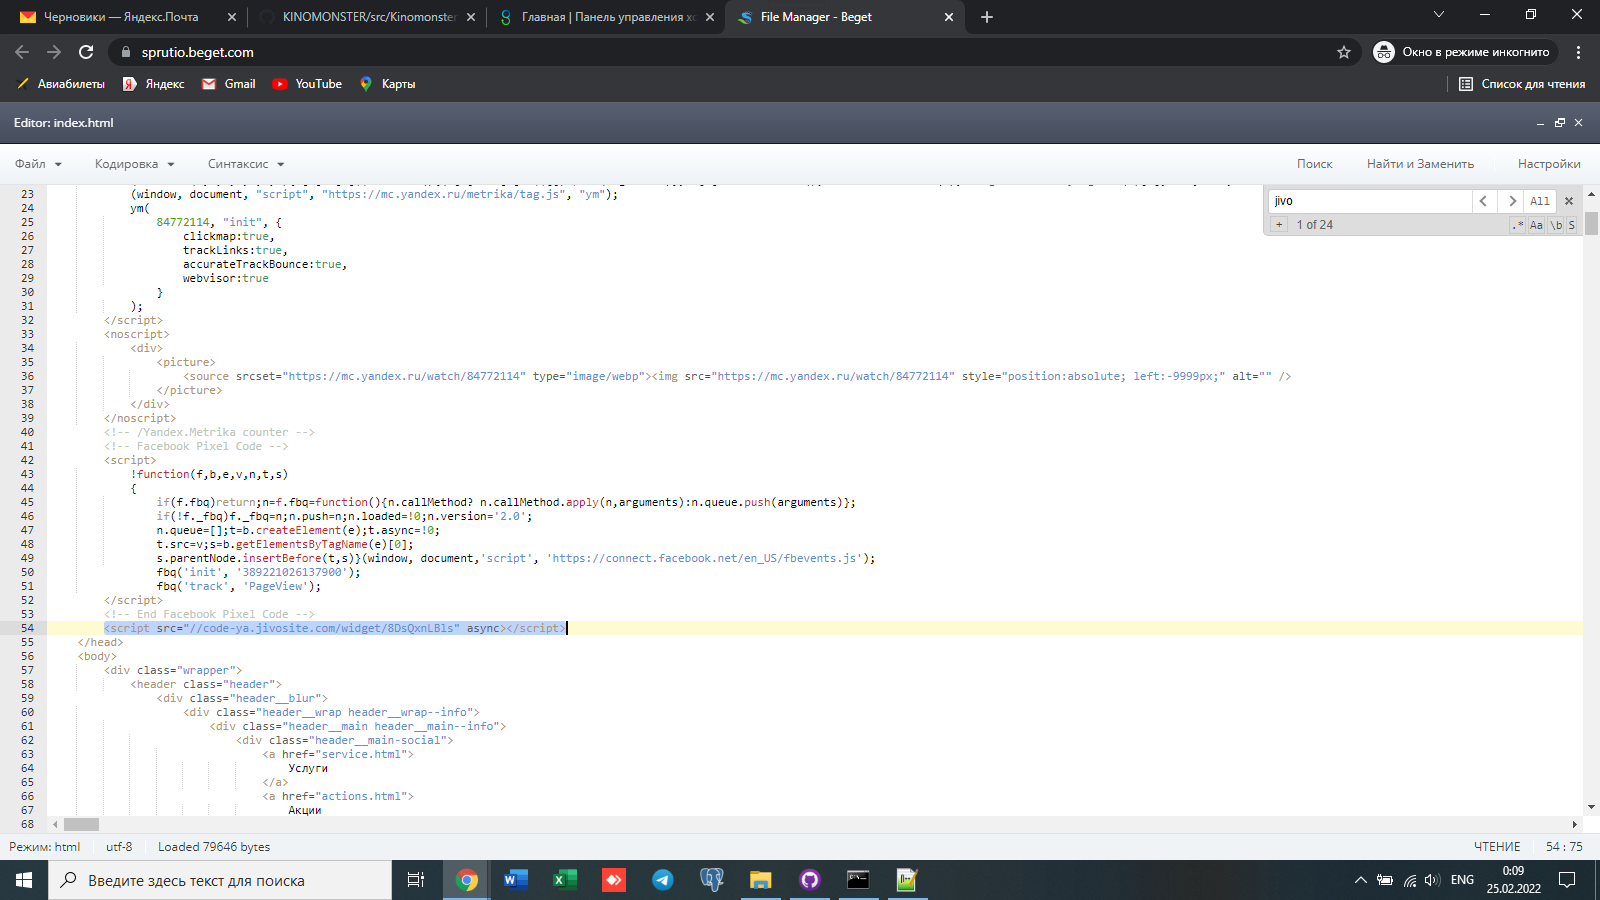 Черновики — Яндекс.Почта
KINOMONSTER/src/Kinomonster
Главная | Панель управления хо
File Manager - Beget
sprutio.beget.com
Окно в режиме инкогнито
Авиабилеты
Яндекс
Gmail
YouTube
Карты
Список для чтения
Editor: index.html
Файл Кодировка Синтаксис Поиск Найти и Заменить Настройки
jivo All
+ 1 of 24 .* Aa \b S
23 (window, document, "script", "https://mc.yandex.ru/metrika/tag.js", "ym");
24 ym(
25 84772114, "init", {
26 clickmap:true,
27 trackLinks:true,
28 accurateTrackBounce:true,
29 webvisor:true
30 }
31 );
32 </script>
33 <noscript>
34 <div>
35 <picture>
36 <source srcset="https://mc.yandex.ru/watch/84772114" type="image/webp"><img src="https://mc.yandex.ru/watch/84772114" style="position:absolute; left:-9999px;" alt="" />
37 </picture>
38 </div>
39 </noscript>
40 <!-- /Yandex.Metrika counter -->
41 <!-- Facebook Pixel Code -->
42 <script>
43 !function(f,b,e,v,n,t,s)
44 {
45 if(f.fbq)return;n=f.fbq=function(){n.callMethod? n.callMethod.apply(n,arguments):n.queue.push(arguments)};
46 if(!f._fbq)f._fbq=n;n.push=n;n.loaded=!0;n.version='2.0';
47 n.queue=[];t=b.createElement(e);t.async=!0;
48 t.src=v;s=b.getElementsByTagName(e)[0];
49 s.parentNode.insertBefore(t,s)}(window, document,'script', 'https://connect.facebook.net/en_US/fbevents.js');
50 fbq('init', '389221026137900');
51 fbq('track', 'PageView');
52 </script>
53 <!-- End Facebook Pixel Code -->
54 <script src="//code-ya.jivosite.com/widget/8DsQxnLBls" async></script>
55 </head>
56 <body>
57 <div class="wrapper">
58 <header class="header">
59 <div class="header__blur">
60 <div class="header__wrap header__wrap--info">
61 <div class="header__main header__main--info">
62 <div class="header__main-social">
63 <a href="service.html">
64 Услуги
65 </a>
66 <a href="actions.html">
67 Акции
68
Режим: html utf-8 Loaded 79646 bytes ЧТЕНИЕ 54 : 75
Введите здесь текст для поиска
ENG
0:09
25.02.2022